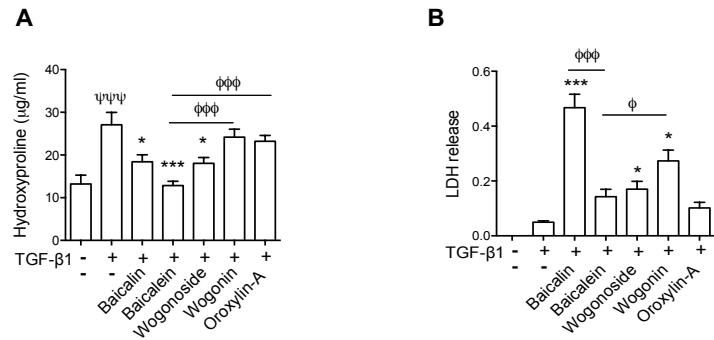 A
Hydroxyproline (μg/ml)
40
30
20
10
0
ψψψ
*
***
*
ϕϕϕ
ϕϕϕ
TGF-β1 - + + + + + +
- - Baicalin Baicalein Wogonoside Wogonin Oroxylin-A
B
LDH release
0.6
0.4
0.2
0.0
ϕϕϕ
***
ϕ
*
*
TGF-β1 - + + + + + +
- - Baicalin Baicalein Wogonoside Wogonin Oroxylin-A